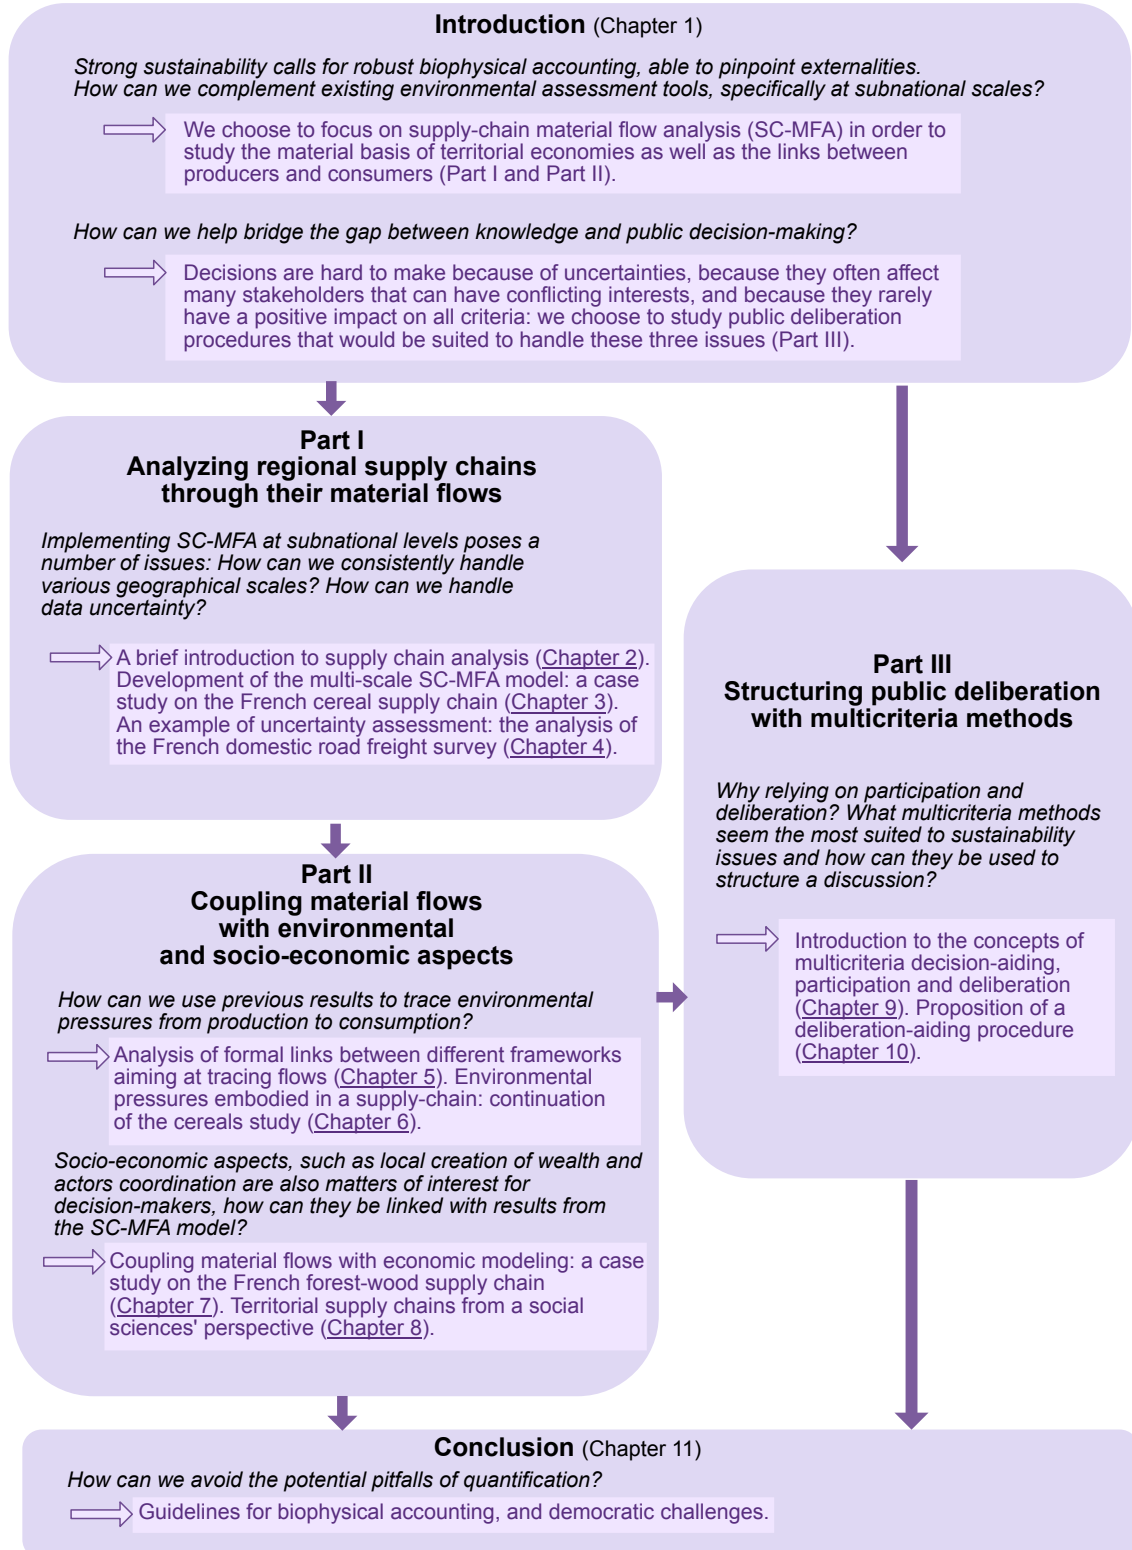 Introduction (Chapter 1)
Strong sustainability calls for robust biophysical accounting, able to pinpoint externalities.
How can we complement existing environmental assessment tools, specifically at subnational scales?
We choose to focus on supply-chain material flow analysis (SC-MFA) in order to
study the material basis of territorial economies as well as the links between
producers and consumers (Part I and Part II).
How can we help bridge the gap between knowledge and public decision-making?
Decisions are hard to make because of uncertainties, because they often affect
many stakeholders that can have conflicting interests, and because they rarely
have a positive impact on all criteria: we choose to study public deliberation
procedures that would be suited to handle these three issues (Part III).
Part I
Analyzing regional supply chains
through their material flows
Implementing SC-MFA at subnational levels poses a
number of issues: How can we consistently handle
various geographical scales? How can we handle
data uncertainty?
A brief introduction to supply chain analysis (Chapter 2).
Development of the multi-scale SC-MFA model: a case
study on the French cereal supply chain (Chapter 3).
An example of uncertainty assessment: the analysis of
the French domestic road freight survey (Chapter 4).
Part II
Coupling material flows
with environmental
and socio-economic aspects
How can we use previous results to trace environmental
pressures from production to consumption?
Analysis of formal links between different frameworks
aiming at tracing flows (Chapter 5). Environmental
pressures embodied in a supply-chain: continuation
of the cereals study (Chapter 6).
Socio-economic aspects, such as local creation of wealth and
actors coordination are also matters of interest for
decision-makers, how can they be linked with results from
the SC-MFA model?
Coupling material flows with economic modeling: a case
study on the French forest-wood supply chain
(Chapter 7). Territorial supply chains from a social
sciences' perspective (Chapter 8).
Part III
Structuring public deliberation
with multicriteria methods
Why relying on participation and
deliberation? What multicriteria methods
seem the most suited to sustainability
issues and how can they be used to
structure a discussion?
Introduction to the concepts of
multicriteria decision-aiding,
participation and deliberation
(Chapter 9). Proposition of a
deliberation-aiding procedure
(Chapter 10).
Conclusion (Chapter 11)
How can we avoid the potential pitfalls of quantification?
Guidelines for biophysical accounting, and democratic challenges.